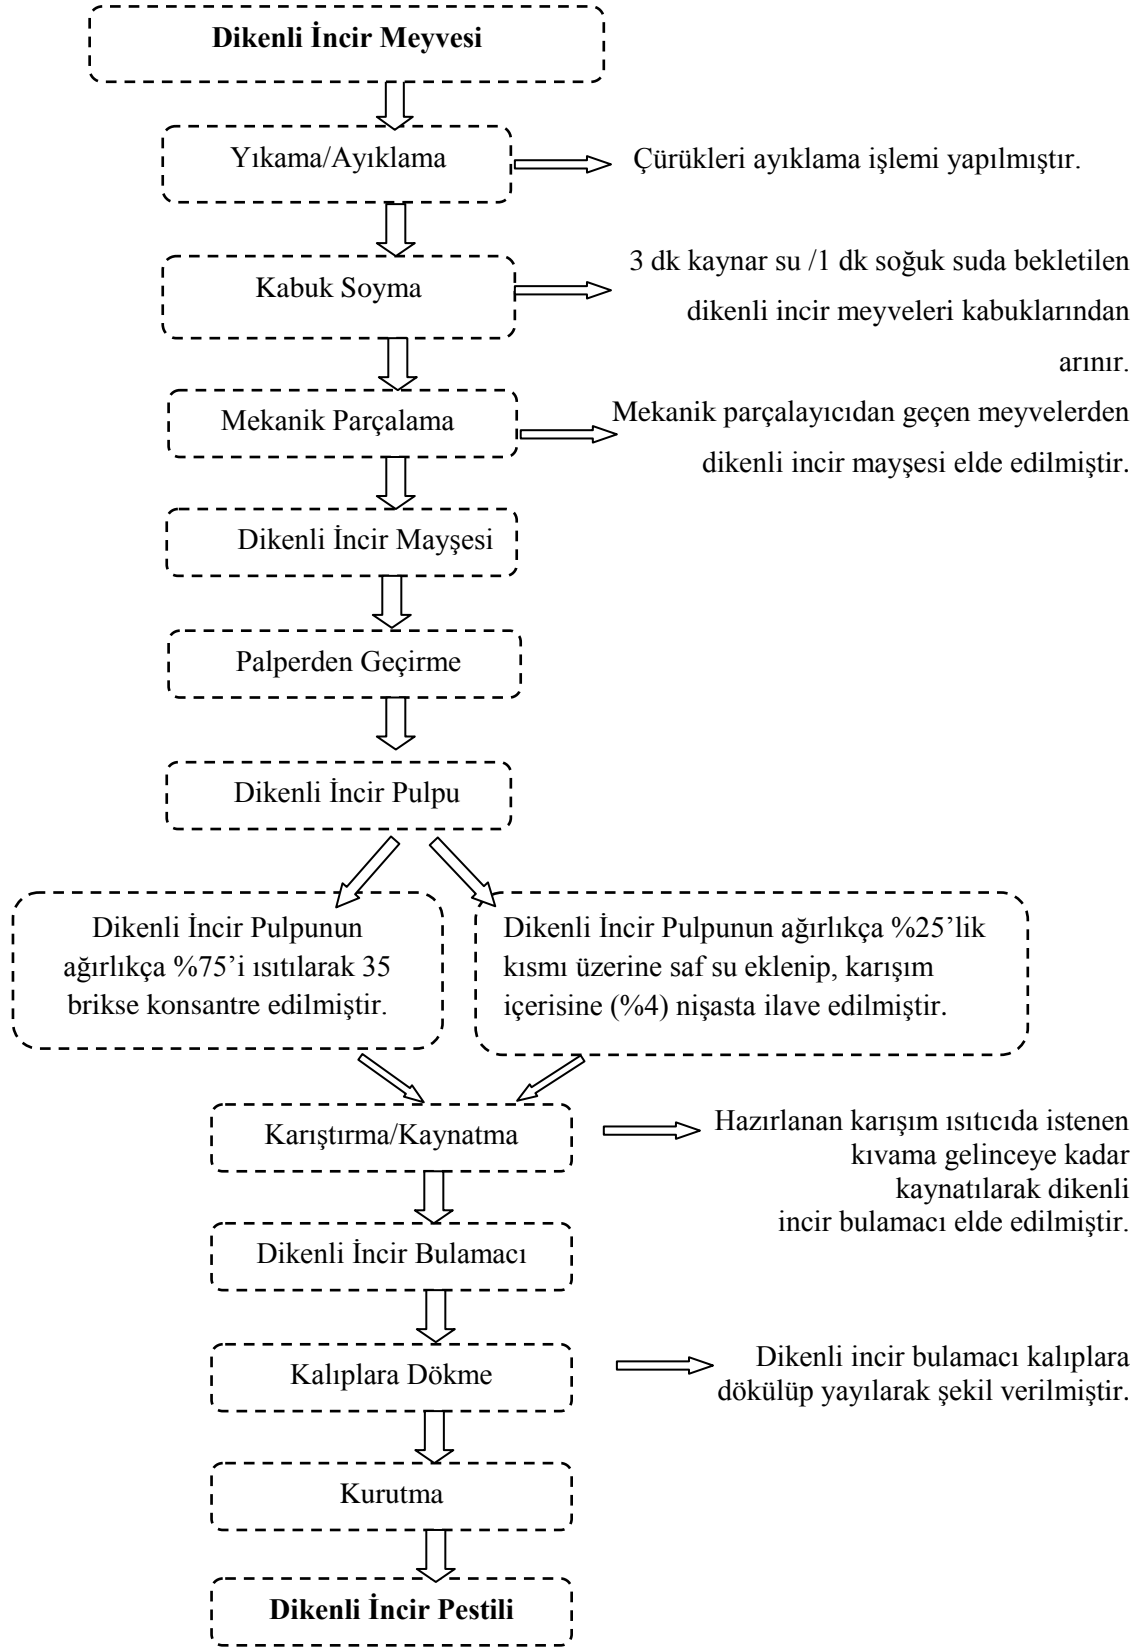 Dikenli İncir Meyvesi
Yıkama/Ayıklama
Çürükleri ayıklama işlemi yapılmıştır.
Kabuk Soyma
3 dk kaynar su /1 dk soğuk suda bekletilen
dikenli incir meyveleri kabuklarından
arınır.
Mekanik Parçalama
Mekanik parçalayıcıdan geçen meyvelerden
dikenli incir mayşesi elde edilmiştir.
Dikenli İncir Mayşesi
Palperden Geçirme
Dikenli İncir Pulpu
Dikenli İncir Pulpunun
ağırlıkça %75’i ısıtılarak 35
brikse konsantre edilmiştir.
Dikenli İncir Pulpunun ağırlıkça %25’lik
kısmı üzerine saf su eklenip, karışım
içerisine (%4) nişasta ilave edilmiştir.
Karıştırma/Kaynatma
Hazırlanan karışım ısıtıcıda istenen
kıvama gelinceye kadar
kaynatılarak dikenli
incir bulamacı elde edilmiştir.
Dikenli İncir Bulamacı
Kalıplara Dökme
Dikenli incir bulamacı kalıplara
dökülüp yayılarak şekil verilmiştir.
Kurutma
Dikenli İncir Pestili